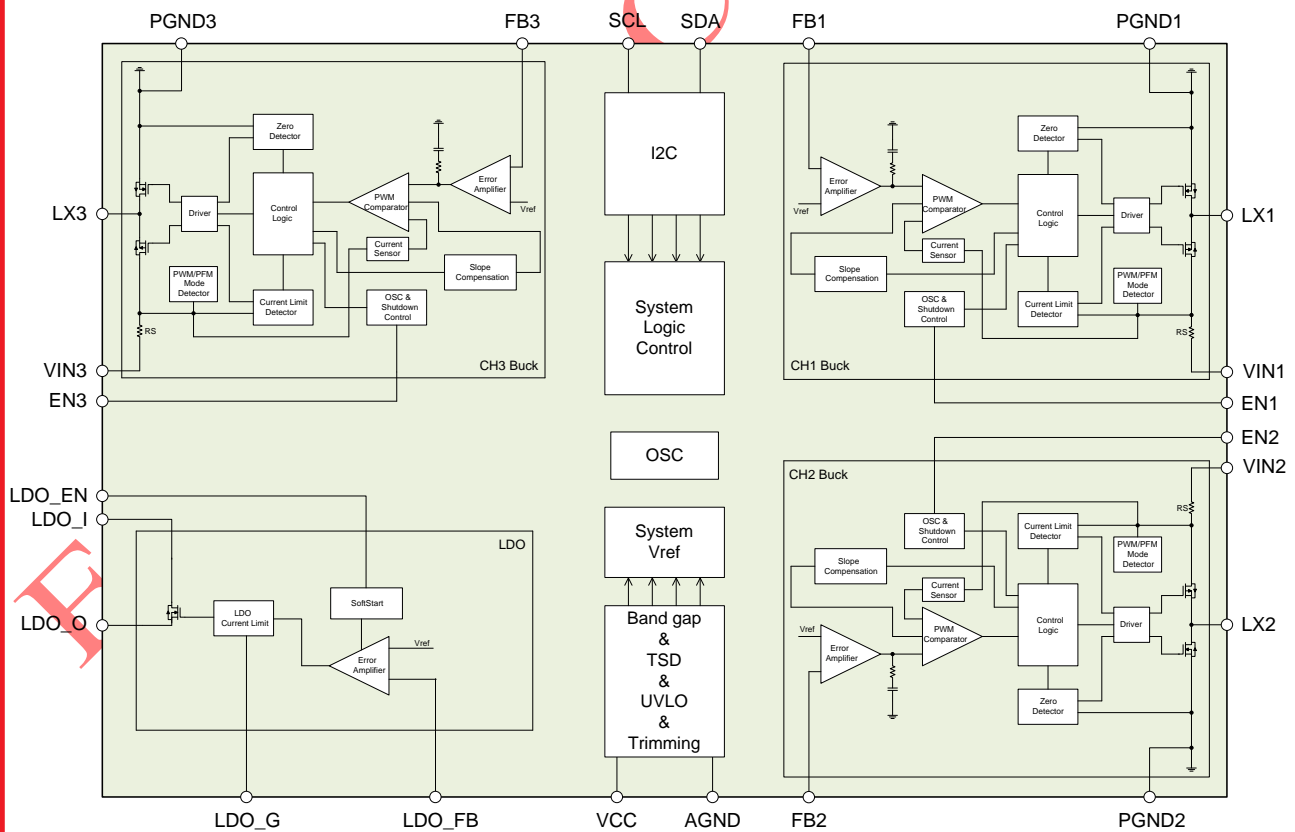 PGND3
FB3
SCL
SDA
FB1
PGND1
Zero
Detector
Control
Logic
Driver
PWM
Comparator
Error
Amplifier
Vref
Current
Sensor
Slope
Compensation
PWM/PFM
Mode
Detector
Current Limit
Detector
OSC &
Shutdown
Control
RS
CH3 Buck
LX3
VIN3
EN3
I2C
System
Logic
Control
OSC
System
Vref
Band gap
&
TSD
&
UVLO
&
Trimming
Error
Amplifier
Vref
PWM
Comparator
Zero
Detector
Control
Logic
Driver
Current
Sensor
Slope
Compensation
OSC &
Shutdown
Control
Current Limit
Detector
PWM/PFM
Mode
Detector
RS
CH1 Buck
LX1
VIN1
EN1
EN2
VIN2
CH2 Buck
RS
OSC &
Shutdown
Control
Current Limit
Detector
PWM/PFM
Mode
Detector
Slope
Compensation
Current
Sensor
Control
Logic
Driver
Vref
Error
Amplifier
PWM
Comparator
Zero
Detector
LX2
LDO_EN
LDO_I
LDO
SoftStart
LDO
Current Limit
Error
Amplifier
Vref
LDO_O
LDO_G
LDO_FB
VCC
AGND
FB2
PGND2